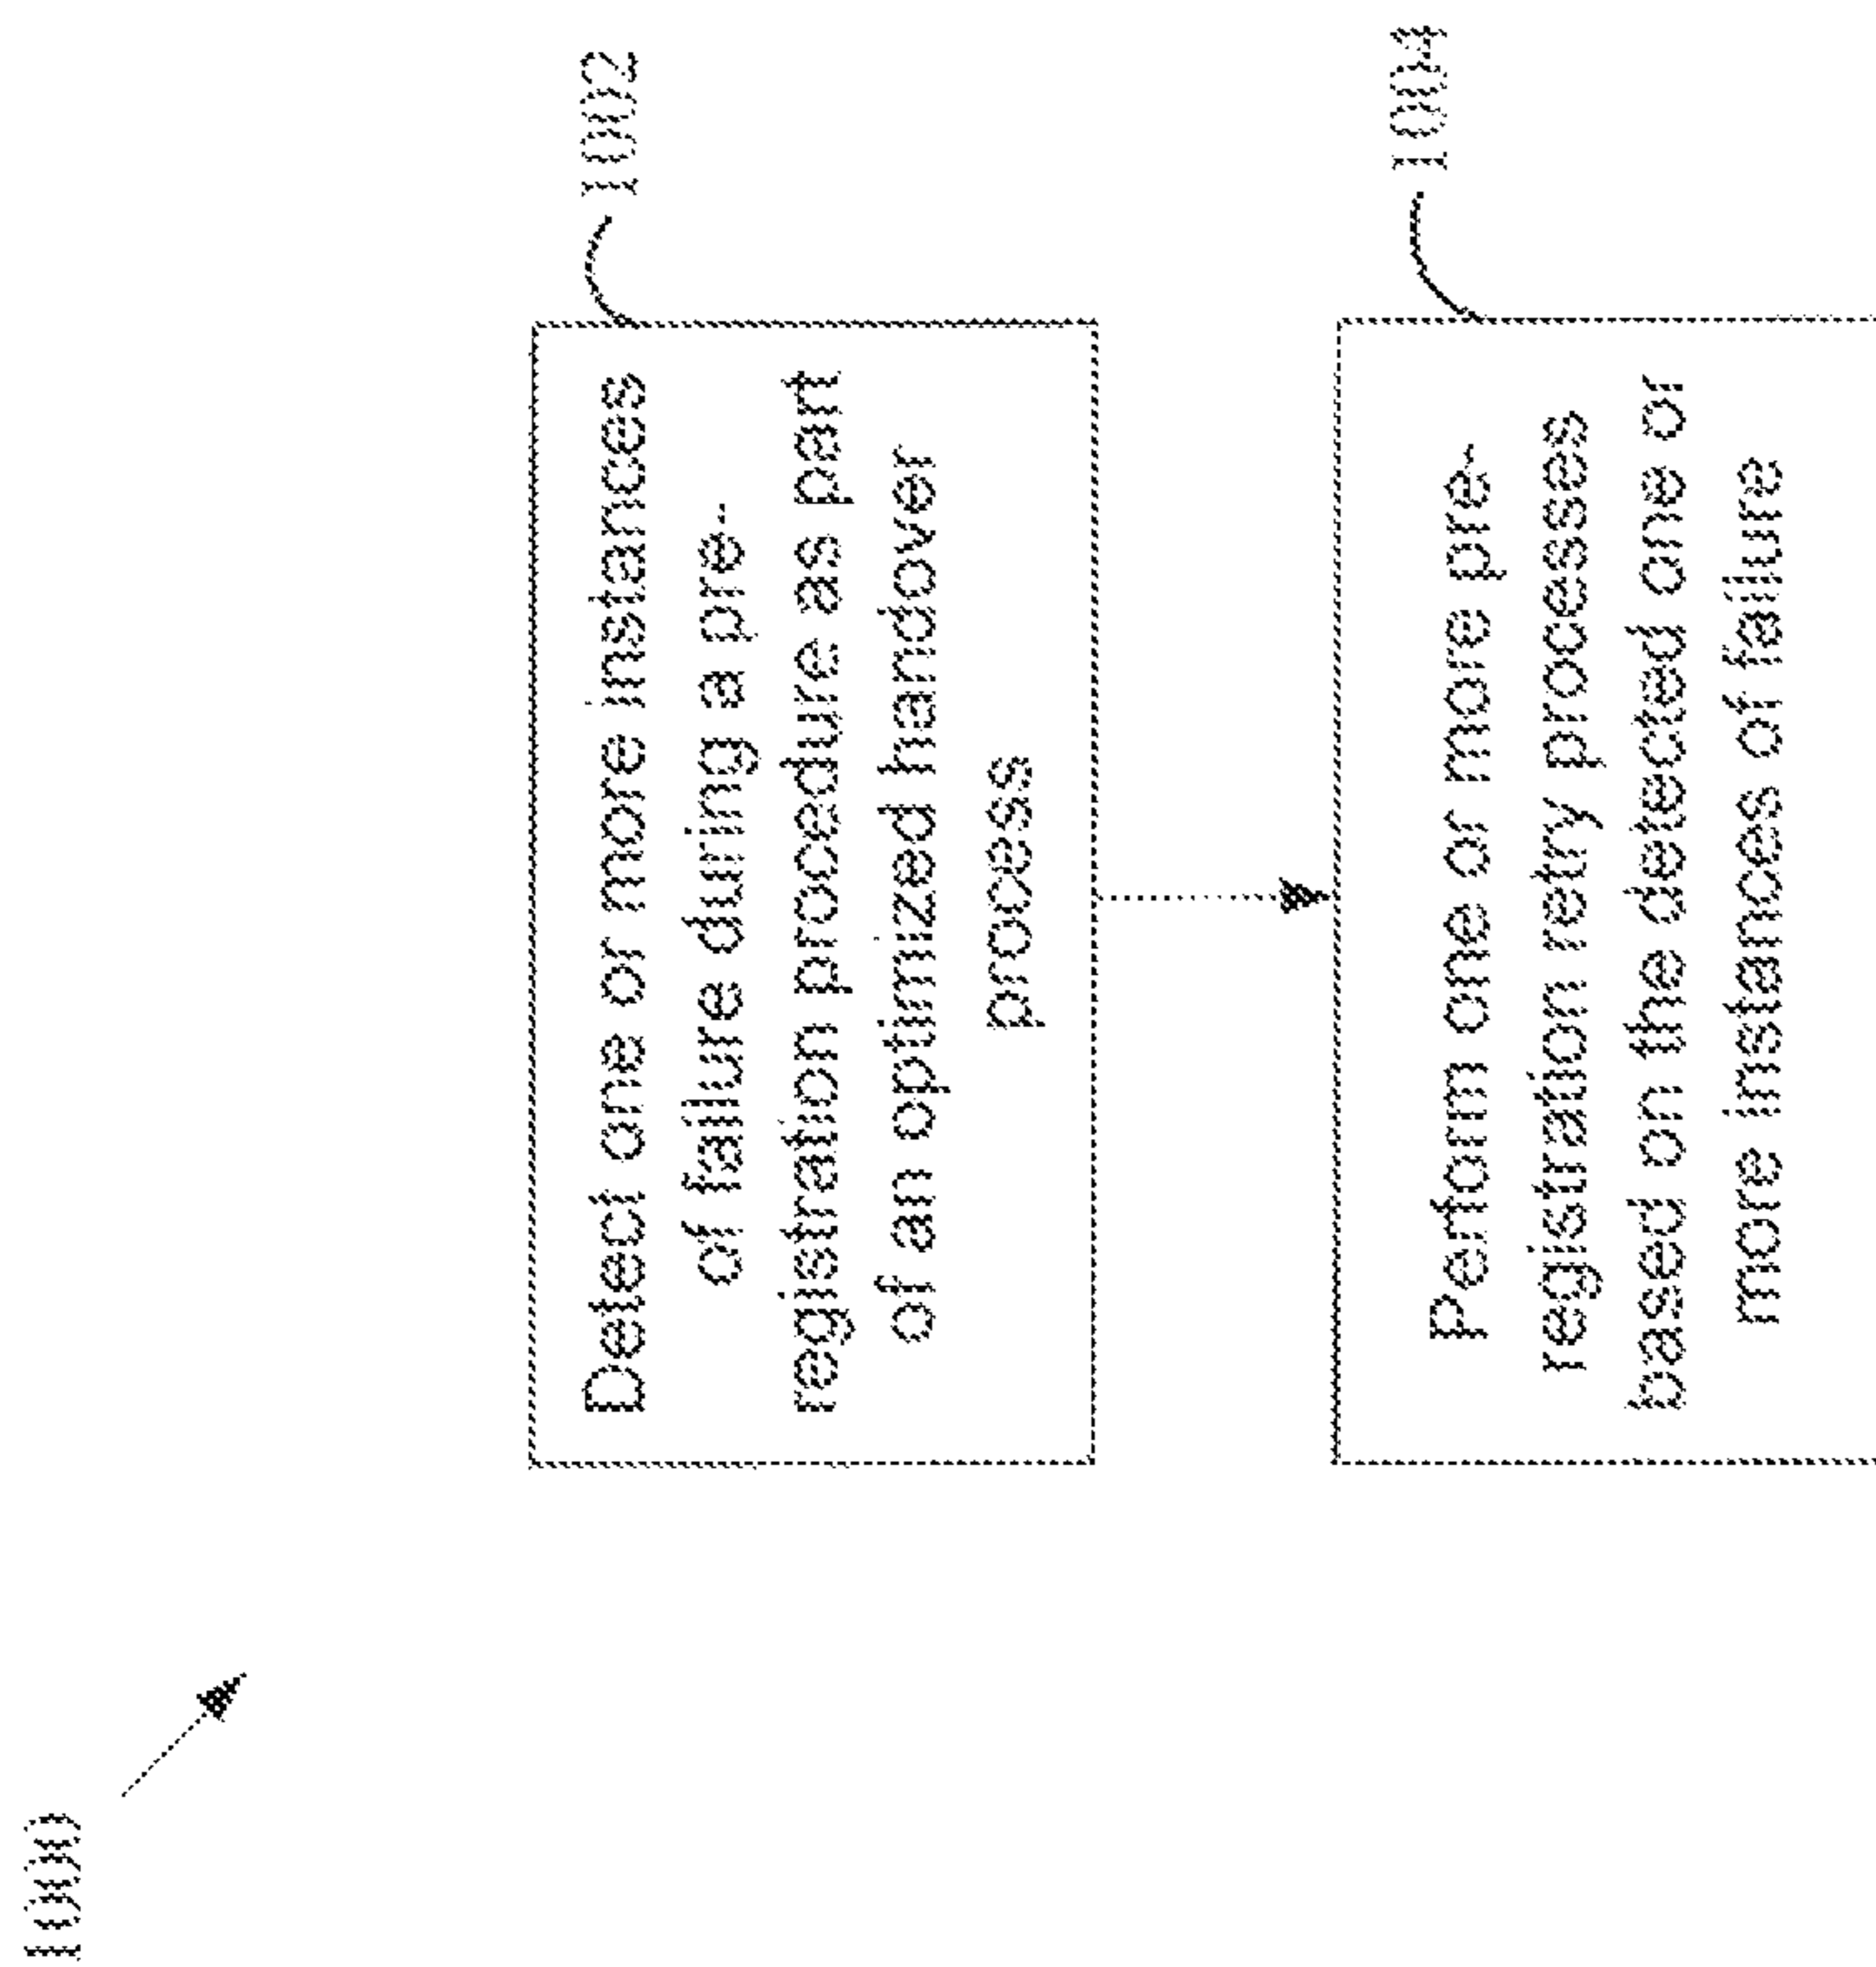 1000
Detect one or more instances
of failure during a pre-
registration procedure as part
of an optimized handover
process
1002
Perform one or more pre-
registration retry processes
based on the detected one or
more instances of failure
1004